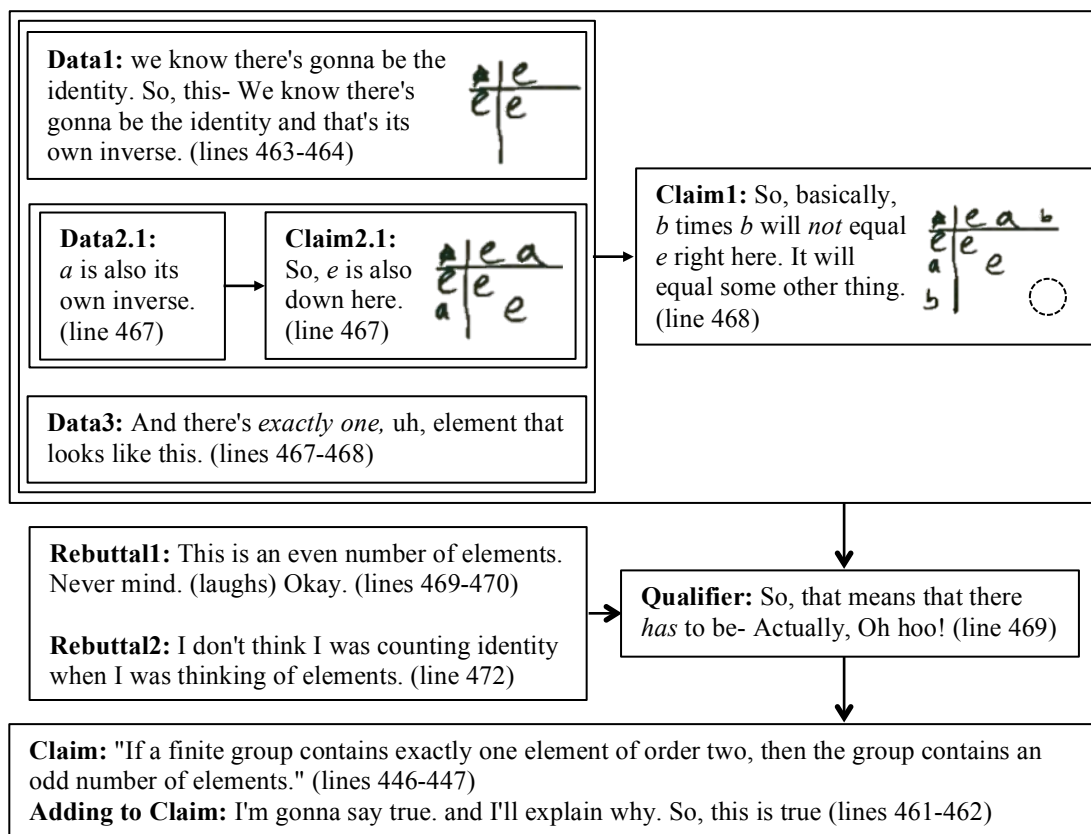 Data1: we know there's gonna be the
identity. So, this- We know there's
gonna be the identity and that's its
own inverse. (lines 463-464)
* e
e e
Data2.1:
a is also its
own inverse.
(line 467)
Claim2.1:
So, e is also
down here.
(line 467)
* e a
e e
a e
Data3: And there's exactly one, uh, element that
looks like this. (lines 467-468)
Claim1: So, basically,
b times b will not equal
e right here. It will
equal some other thing.
(line 468)
* e a b
e e
a e
b
Rebuttal1: This is an even number of elements.
Never mind. (laughs) Okay. (lines 469-470)
Rebuttal2: I don't think I was counting identity
when I was thinking of elements. (line 472)
Qualifier: So, that means that there
has to be- Actually, Oh hoo! (line 469)
Claim: "If a finite group contains exactly one element of order two, then the group contains an
odd number of elements." (lines 446-447)
Adding to Claim: I'm gonna say true. and I'll explain why. So, this is true (lines 461-462)